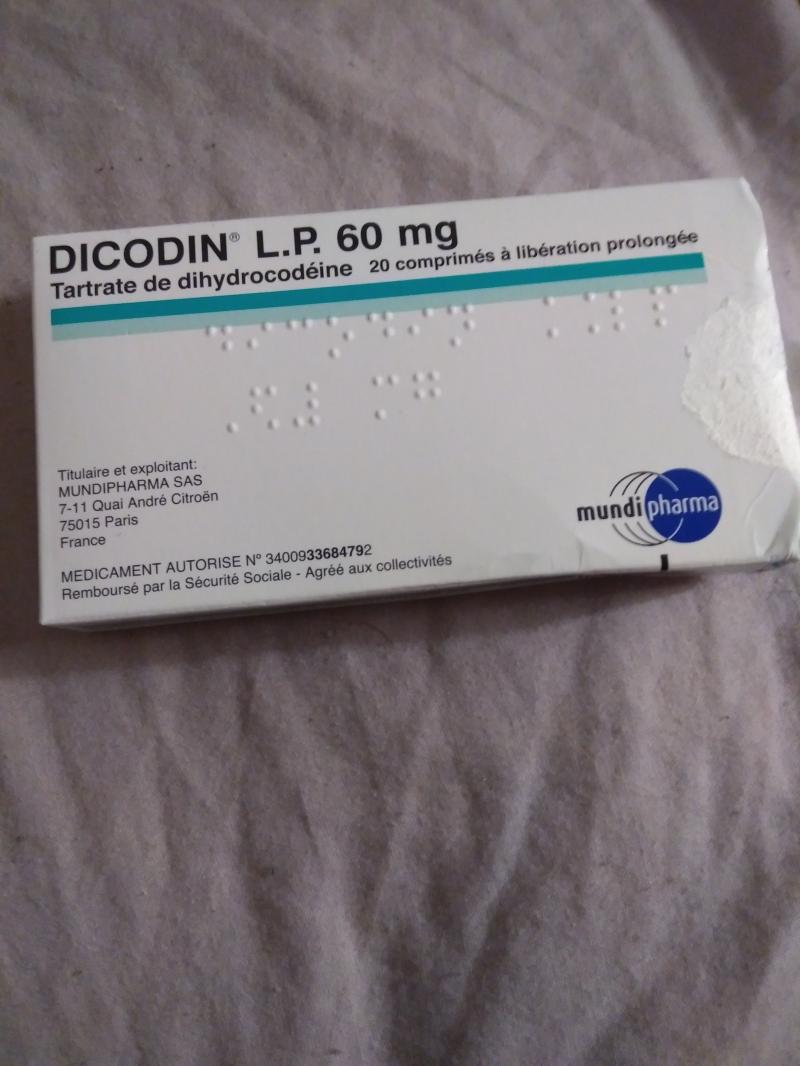 DICODIN® L.P. 60 mg
Tartrate de dihydrocodéine 20 comprimés à libération prolongée
Titulaire et exploitant:
MUNDIPHARMA SAS
7-11 Quai André Citroën
75015 Paris
France
mundipharma
MEDICAMENT AUTORISE Nº 3400933684792
Remboursé par la Sécurité Sociale - Agréé aux collectivités